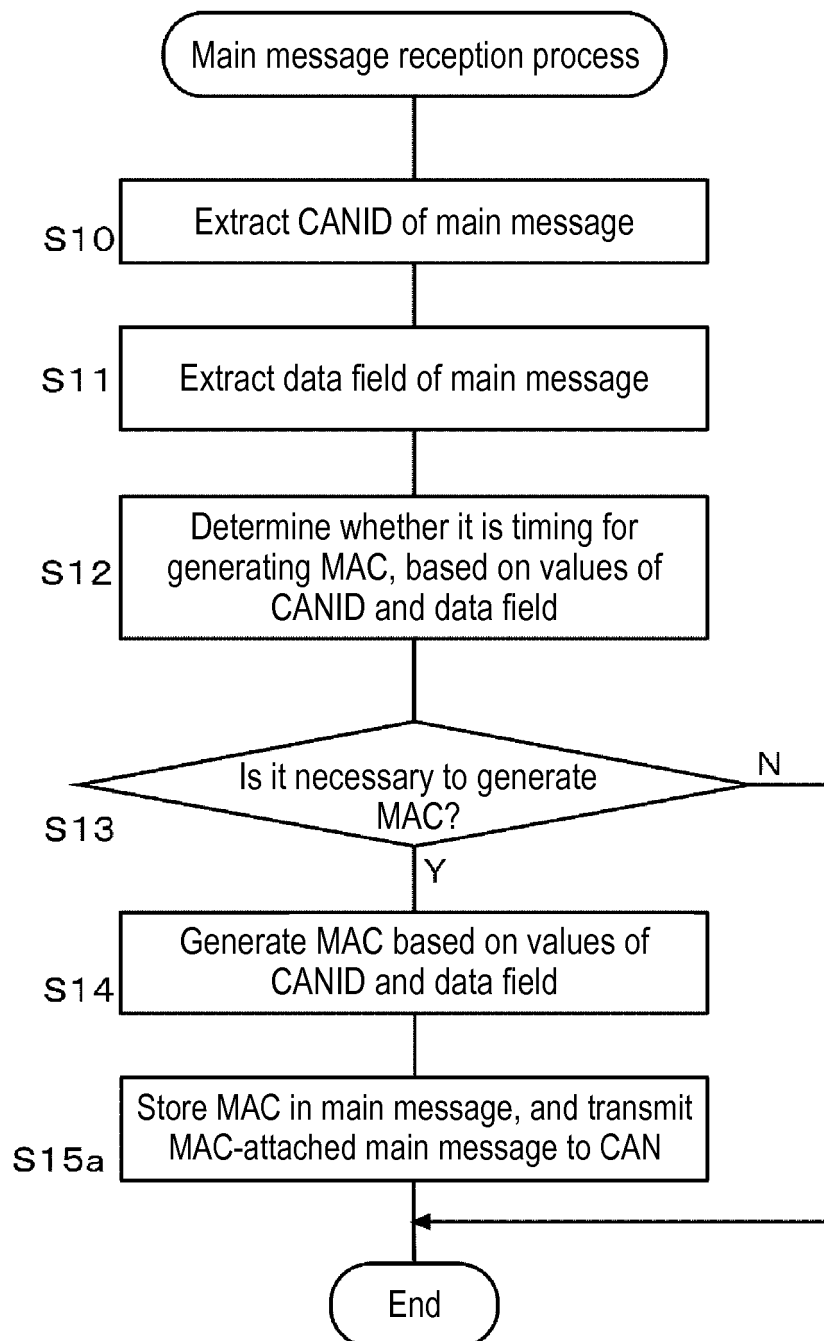 Main message reception process
S10
Extract CANID of main message
S11
Extract data field of main message
S12
Determine whether it is timing for
generating MAC, based on values of
CANID and data field
S13
Is it necessary to generate
MAC?
N
Y
S14
Generate MAC based on values of
CANID and data field
S15a
Store MAC in main message, and transmit
MAC-attached main message to CAN
End